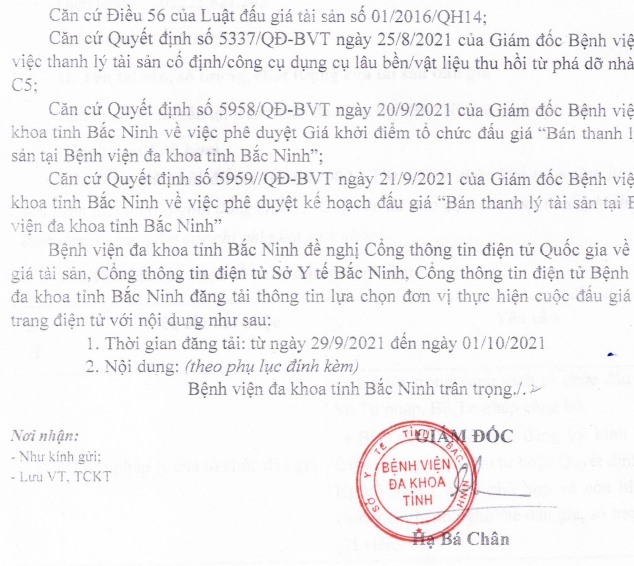 Căn cứ Điều 56 của Luật đấu giá tài sản số 01/2016/QH14;
Căn cứ Quyết định số 5337/QĐ-BVT ngày 25/8/2021 của Giám đốc Bệnh việ
việc thanh lý tài sản cố định/công cụ dụng cụ lâu bền/vật liệu thu hồi từ phá dỡ nhà
C5;
Căn cứ Quyết định số 5958/QĐ-BVT ngày 20/9/2021 của Giám đốc Bệnh việ
khoa tỉnh Bắc Ninh về việc phê duyệt Giá khởi điểm tổ chức đấu giá “Bán thanh l
sản tại Bệnh viện đa khoa tỉnh Bắc Ninh”;
Căn cứ Quyết định số 5959//QĐ-BVT ngày 21/9/2021 của Giám đốc Bệnh việ
khoa tỉnh Bắc Ninh về việc phê duyệt kế hoạch đấu giá “Bán thanh lý tài sản tại B
viện đa khoa tỉnh Bắc Ninh”
Bệnh viện đa khoa tỉnh Bắc Ninh đề nghị Cổng thông tin điện tử Quốc gia về
giá tài sản, Cổng thông tin điện tử Sở Y tế Bắc Ninh, Cổng thông tin điện tử Bệnh
đa khoa tỉnh Bắc Ninh đăng tải thông tin lựa chọn đơn vị thực hiện cuộc đấu giá
trang điện tử với nội dung như sau:
1. Thời gian đăng tải: từ ngày 29/9/2021 đến ngày 01/10/2021
2. Nội dung: (theo phụ lục đính kèm)
Bệnh viện đa khoa tỉnh Bắc Ninh trân trọng./.
Nơi nhận:
- Như kính gửi;
- Lưu VT, TCKT
GIÁM ĐỐC
SỞ Y TẾ TỈNH BẮC NINH
BỆNH VIỆN
ĐA KHOA
TỈNH
Hạ Bá Chân